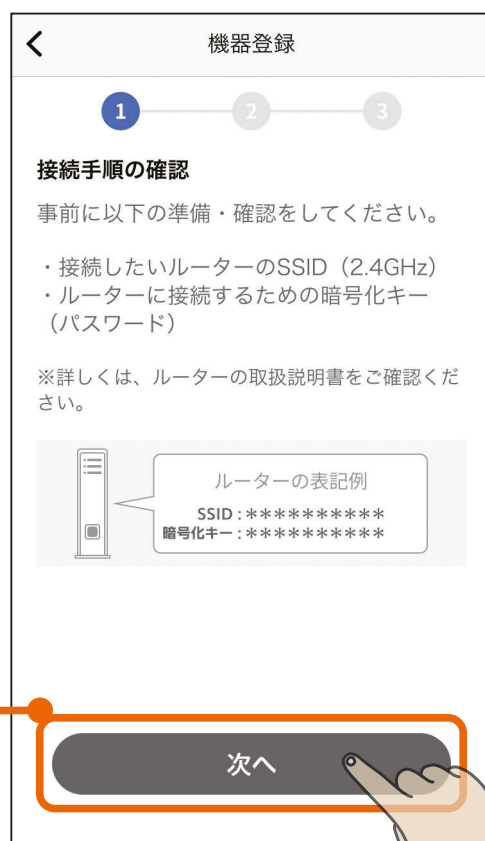 機器登録
1 2 3
接続手順の確認
事前に以下の準備・確認をしてください。
・接続したいルーターのSSID（2.4GHz）
・ルーターに接続するための暗号化キー
（パスワード）
※詳しくは、ルーターの取扱説明書をご確認くだ
さい。
ルーターの表記例
SSID：**********
暗号化キー：**********
次へ